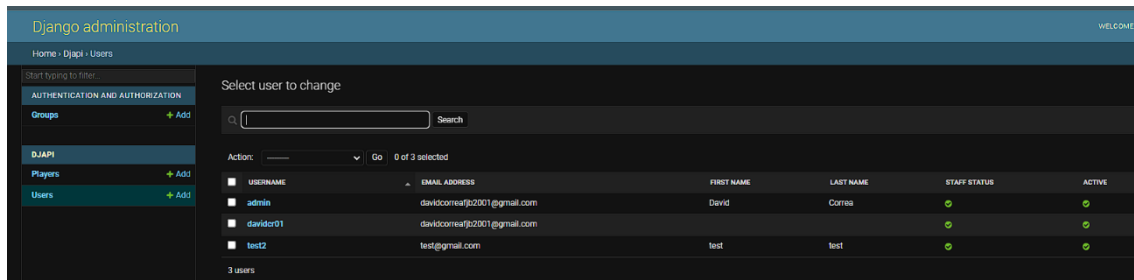 Django administration
WELCOME
Home › Djapi › Users
Start typing to filter...
AUTHENTICATION AND AUTHORIZATION
Groups + Add
DJAPI
Players + Add
Users + Add
Select user to change
Search
Action: --------- Go 0 of 3 selected
USERNAME EMAIL ADDRESS FIRST NAME LAST NAME STAFF STATUS ACTIVE
admin davidcorreafjb2001@gmail.com David Correa
davidcr01 davidcorreafjb2001@gmail.com
test2 test@gmail.com test test
3 users